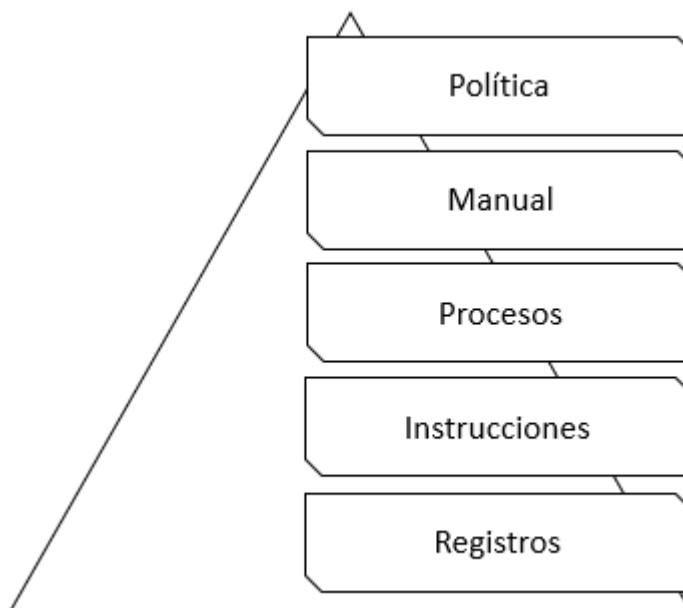 Política
Manual
Procesos
Instrucciones
Registros